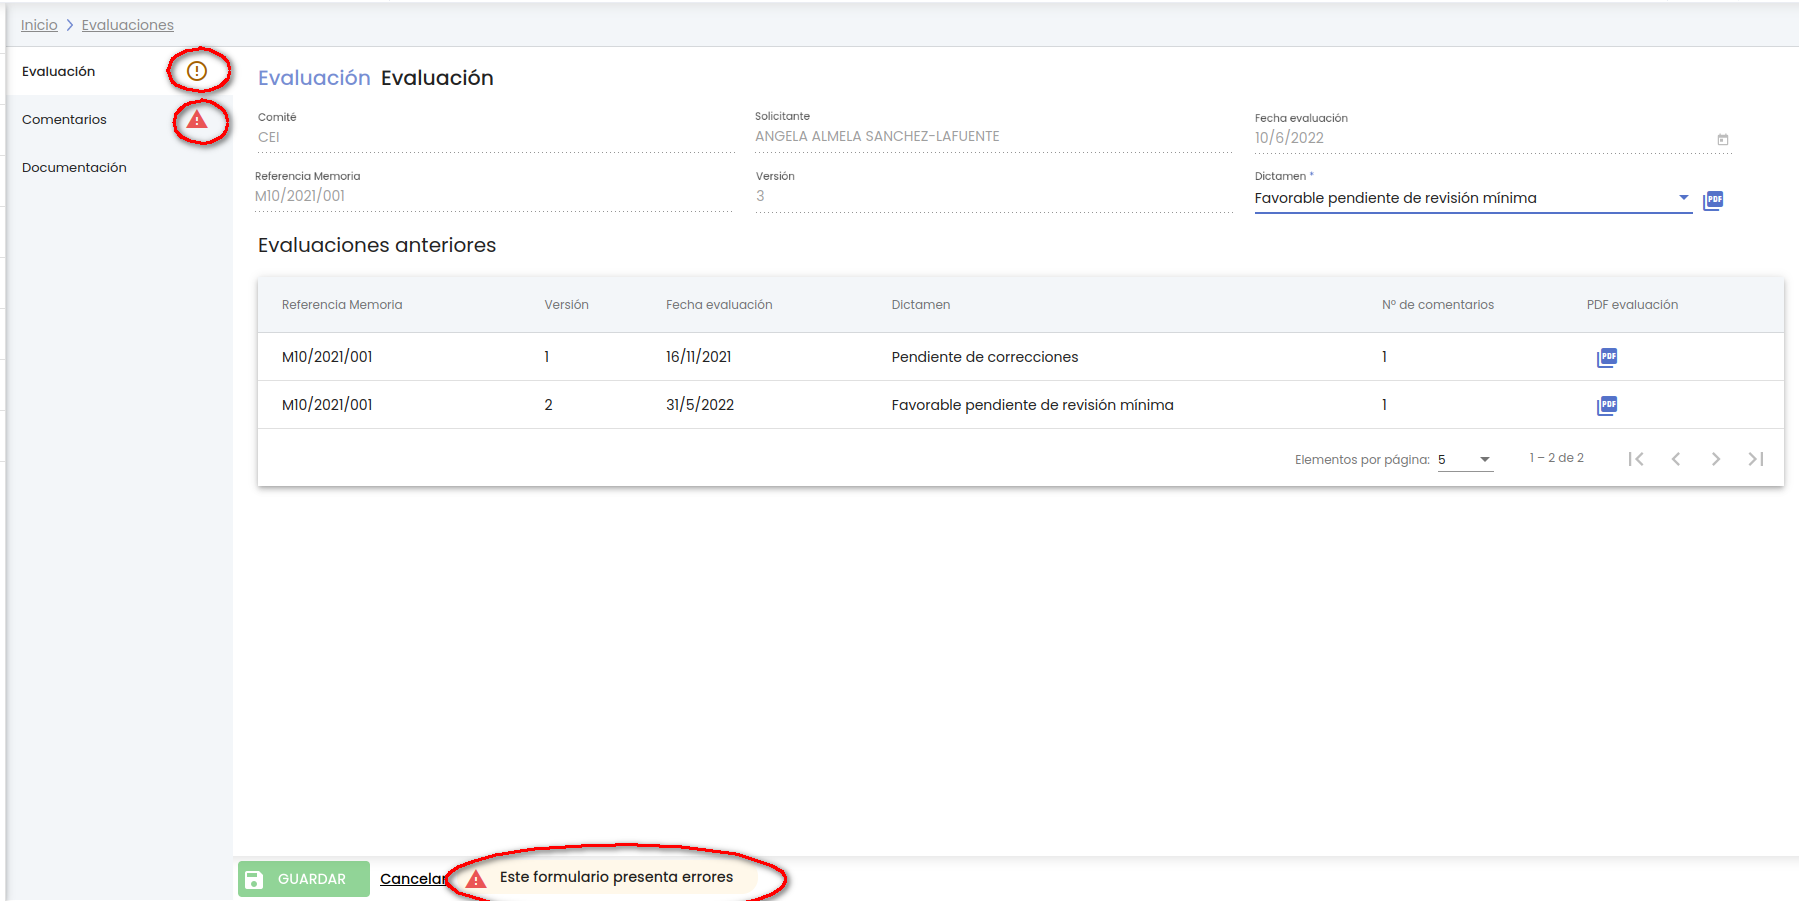 Inicio > Evaluaciones
Evaluación
Comentarios
Documentación
Evaluación Evaluación
Comité
CEI
Solicitante
ANGELA ALMELA SANCHEZ-LAFUENTE
Fecha evaluación
10/6/2022
Referencia Memoria
M10/2021/001
Versión
3
Dictamen *
Favorable pendiente de revisión mínima
PDF
Evaluaciones anteriores
Referencia Memoria Versión Fecha evaluación Dictamen Nº de comentarios PDF evaluación
M10/2021/001 1 16/11/2021 Pendiente de correcciones 1 PDF
M10/2021/001 2 31/5/2022 Favorable pendiente de revisión mínima 1 PDF
Elementos por página: 5 1 – 2 de 2
GUARDAR Cancelar Este formulario presenta errores